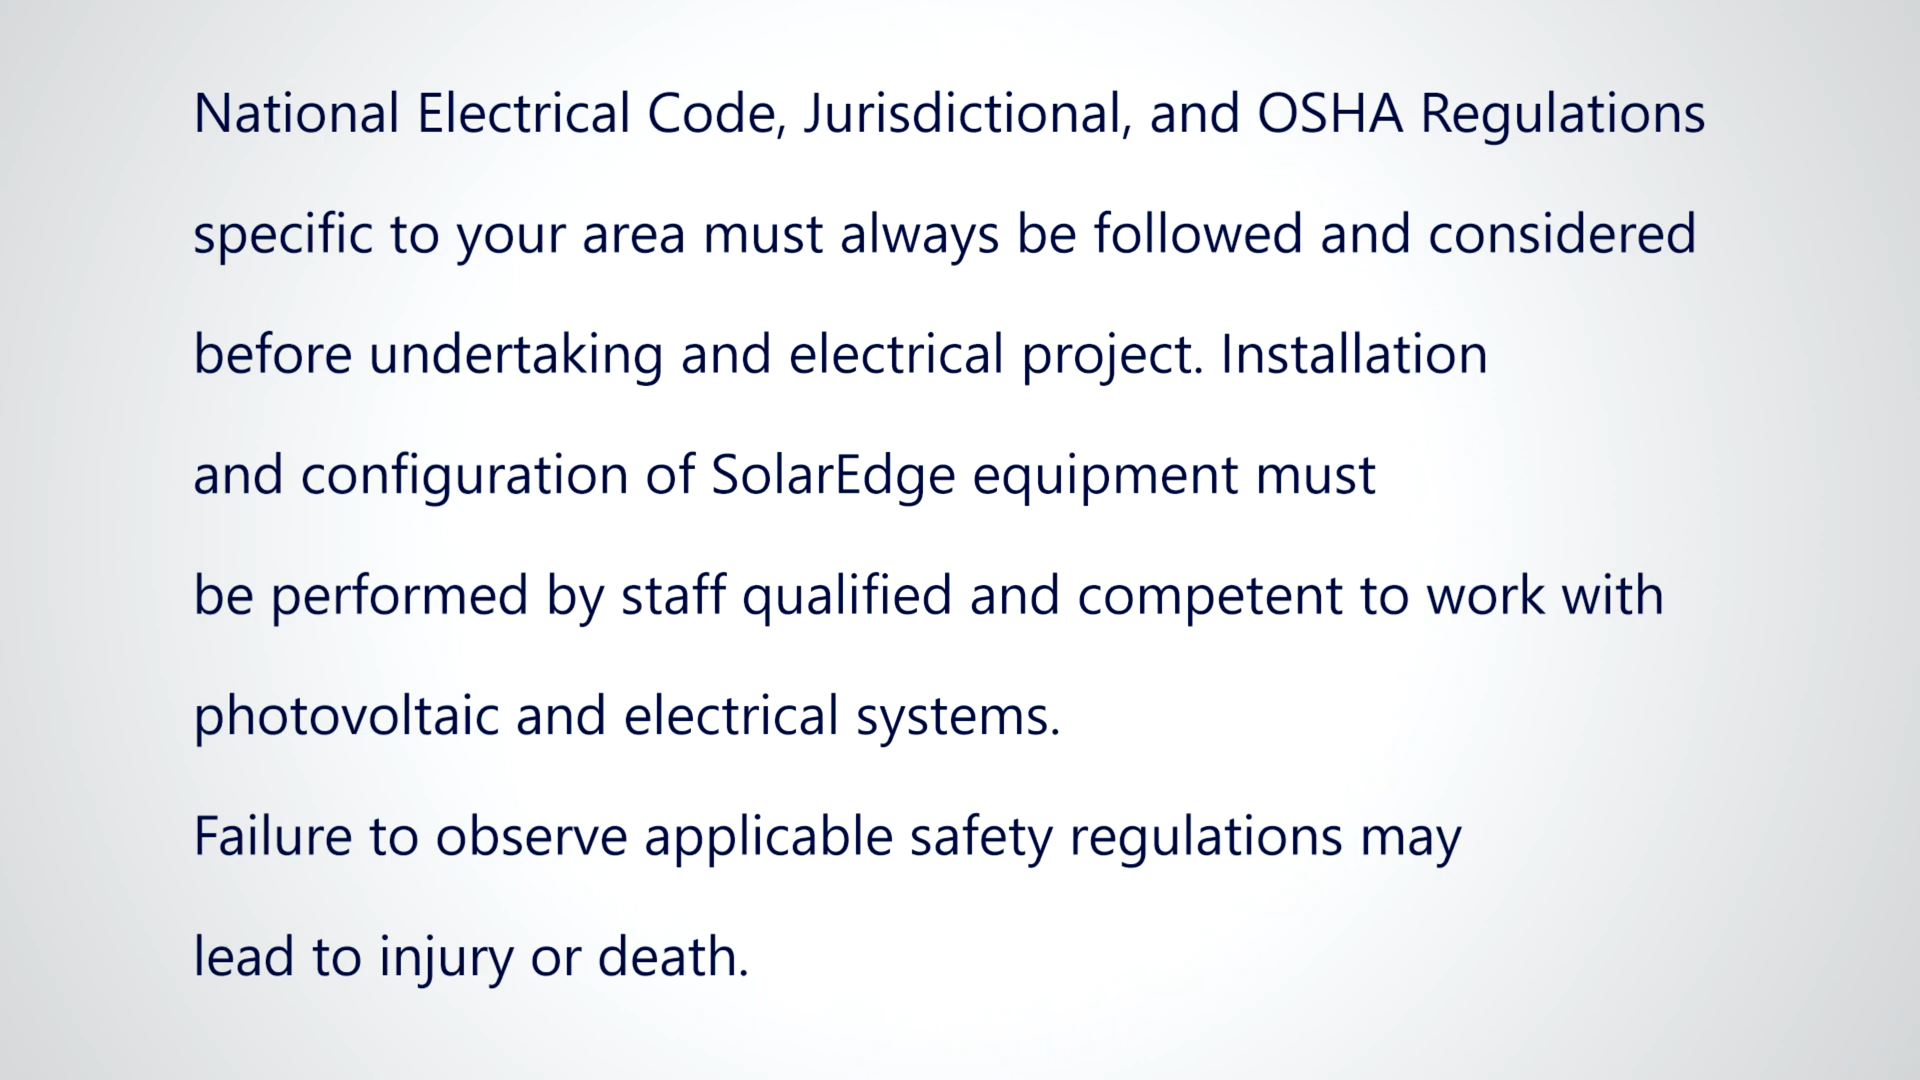 National Electrical Code, Jurisdictional, and OSHA Regulations
specific to your area must always be followed and considered
before undertaking and electrical project. Installation
and configuration of SolarEdge equipment must
be performed by staff qualified and competent to work with
photovoltaic and electrical systems.
Failure to observe applicable safety regulations may
lead to injury or death.